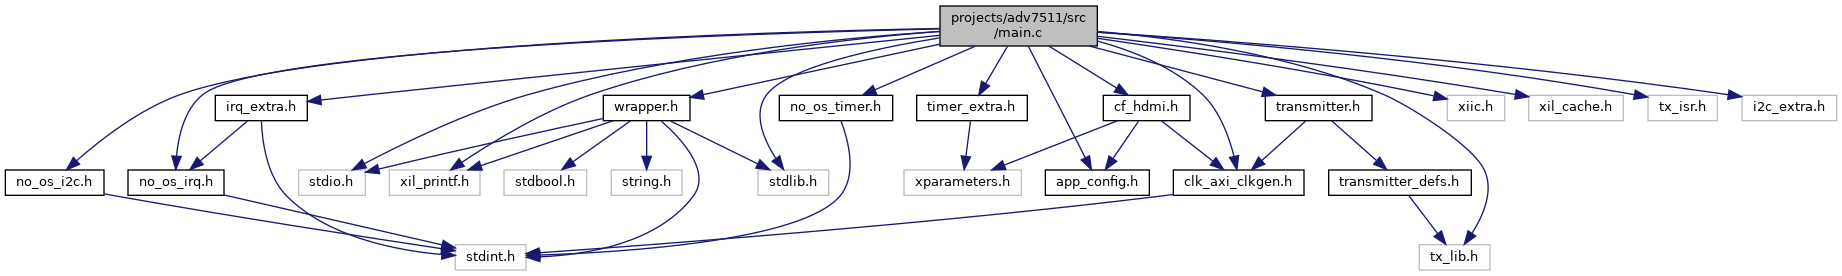 projects/adv7511/src
/main.c
irq_extra.h
wrapper.h
no_os_timer.h
timer_extra.h
cf_hdmi.h
transmitter.h
xiic.h
xil_cache.h
tx_isr.h
i2c_extra.h
no_os_i2c.h
no_os_irq.h
stdio.h
xil_printf.h
stdbool.h
string.h
stdlib.h
xparameters.h
app_config.h
clk_axi_clkgen.h
transmitter_defs.h
stdint.h
tx_lib.h